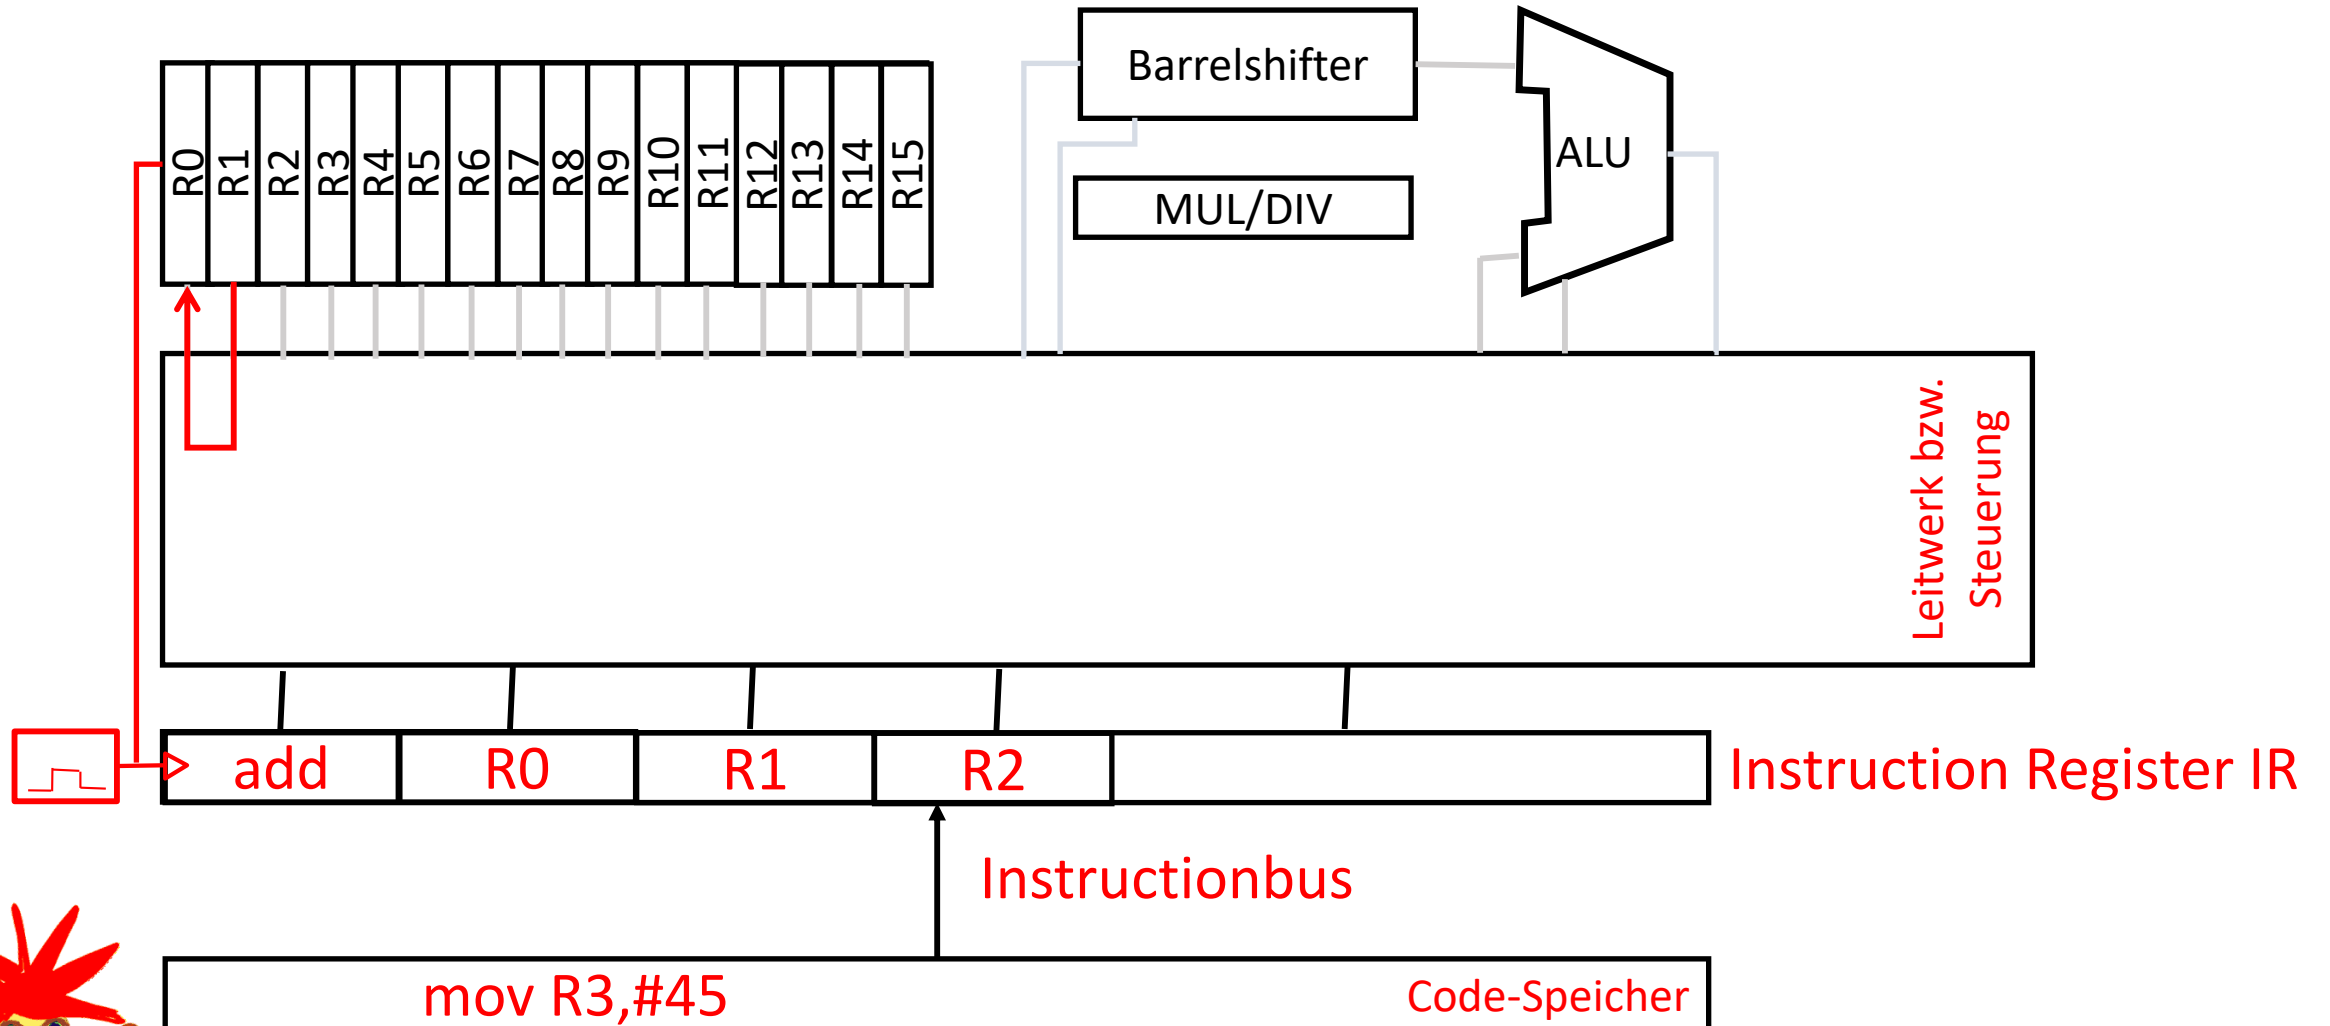 Barrelshifter
ALU
MUL/DIV
R0
R1
R2
R3
R4
R5
R6
R7
R8
R9
R10
R11
R12
R13
R14
R15
Leitwerk bzw.
Steuerung
add
R0
R1
R2
Instruction Register IR
Instructionbus
mov R3,#45
Code-Speicher